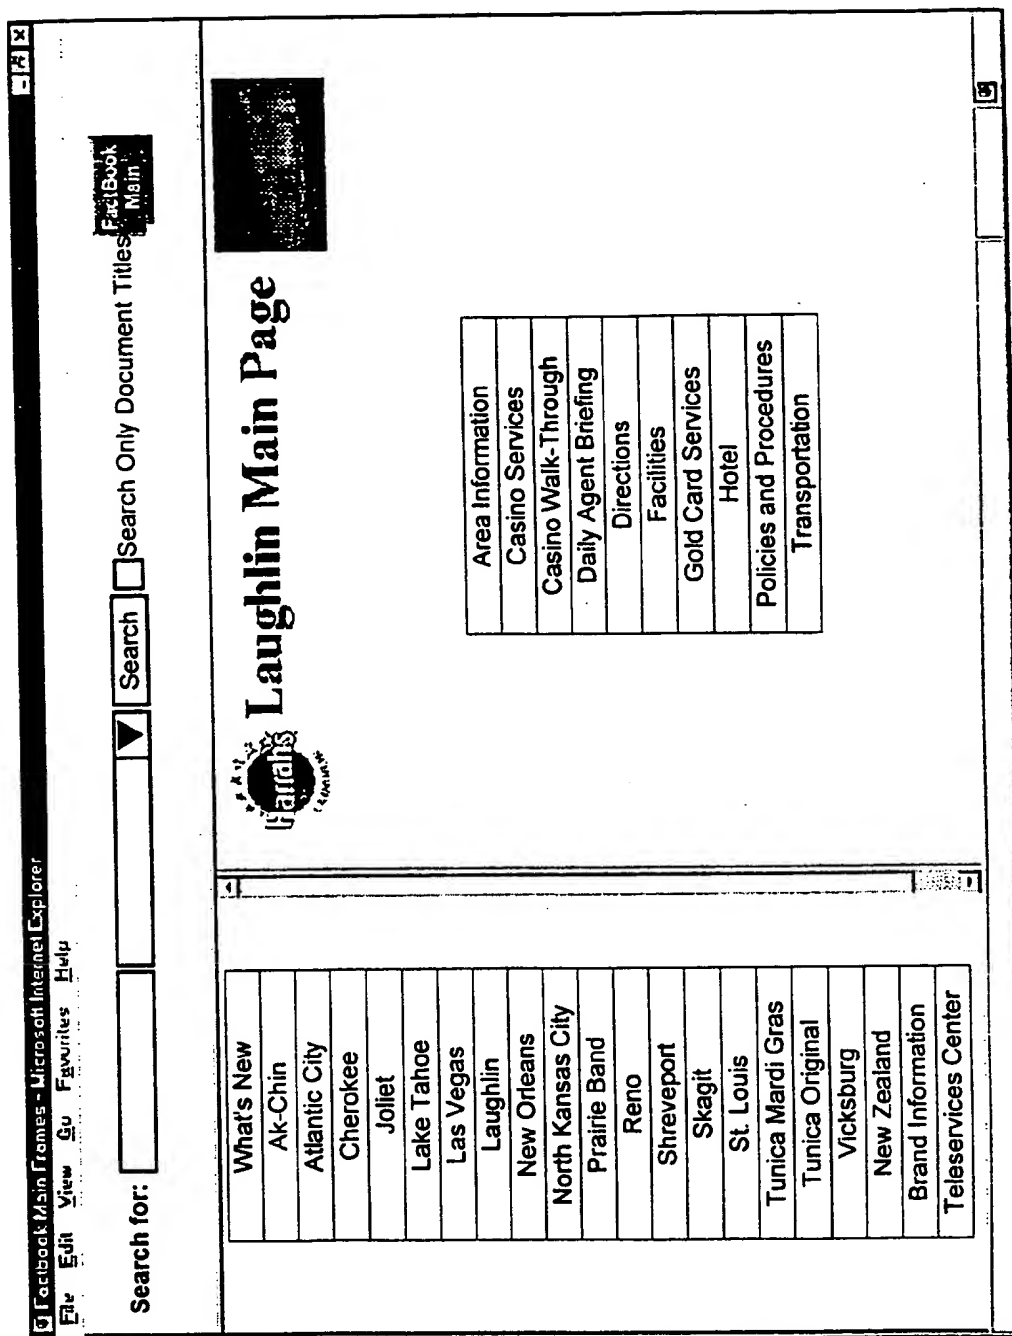 Factbook Main Frames - Microsoft Internet Explorer
File Edit View Go Favorites Help
Search for: Search Search Only Document Titles FactBook Main
Harrah's Laughlin Main Page
What's New
Ak-Chin
Atlantic City
Cherokee
Joliet
Lake Tahoe
Las Vegas
Laughlin
New Orleans
North Kansas City
Prairie Band
Reno
Shreveport
Skagit
St. Louis
Tunica Mardi Gras
Tunica Original
Vicksburg
New Zealand
Brand Information
Teleservices Center
Area Information
Casino Services
Casino Walk-Through
Daily Agent Briefing
Directions
Facilities
Gold Card Services
Hotel
Policies and Procedures
Transportation